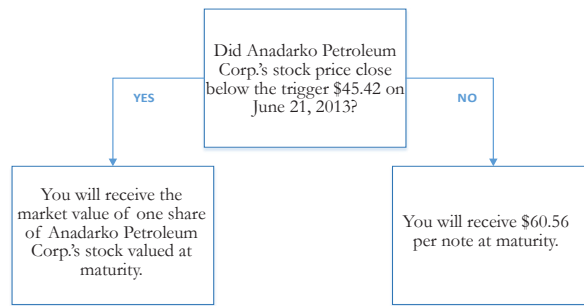 Did Anadarko Petroleum
Corp.'s stock price close
below the trigger $45.42 on
June 21, 2013?
YES
NO
You will receive the
market value of one share
of Anadarko Petroleum
Corp.'s stock valued at
maturity.
You will receive $60.56
per note at maturity.